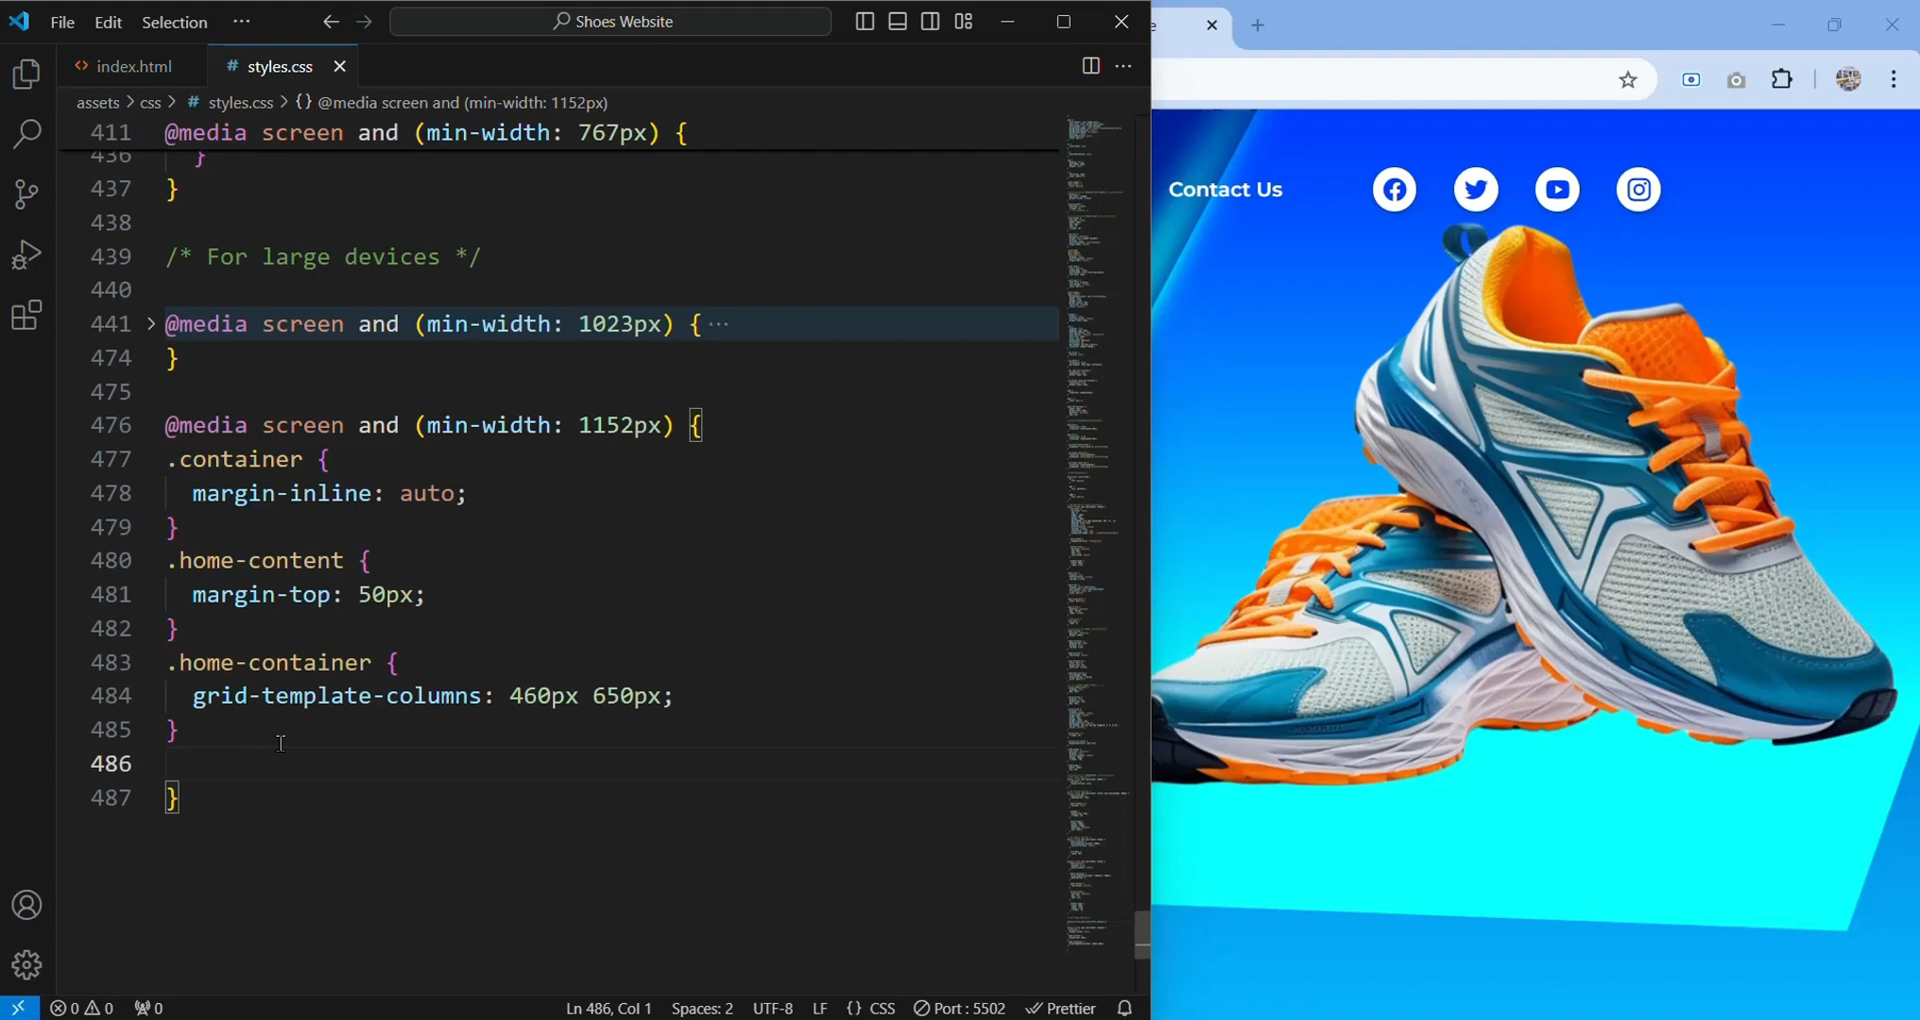 File Edit Selection ··· Shoes Website
index.html styles.css
assets > css > # styles.css > {} @media screen and (min-width: 1152px)
411 @media screen and (min-width: 767px) {
436 }
437 }
438
439 /* For large devices */
440
441 @media screen and (min-width: 1023px) { ···
474 }
475
476 @media screen and (min-width: 1152px) {
477 .container {
478 margin-inline: auto;
479 }
480 .home-content {
481 margin-top: 50px;
482 }
483 .home-container {
484 grid-template-columns: 460px 650px;
485 }
486
487 }
0 0 0 Ln 486, Col 1 Spaces: 2 UTF-8 LF {} CSS Port : 5502 Prettier
Contact Us